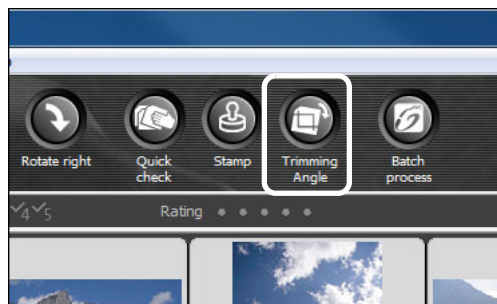 Rotate right
Quick
check
Stamp
Trimming
Angle
Batch
process
4 5
Rating